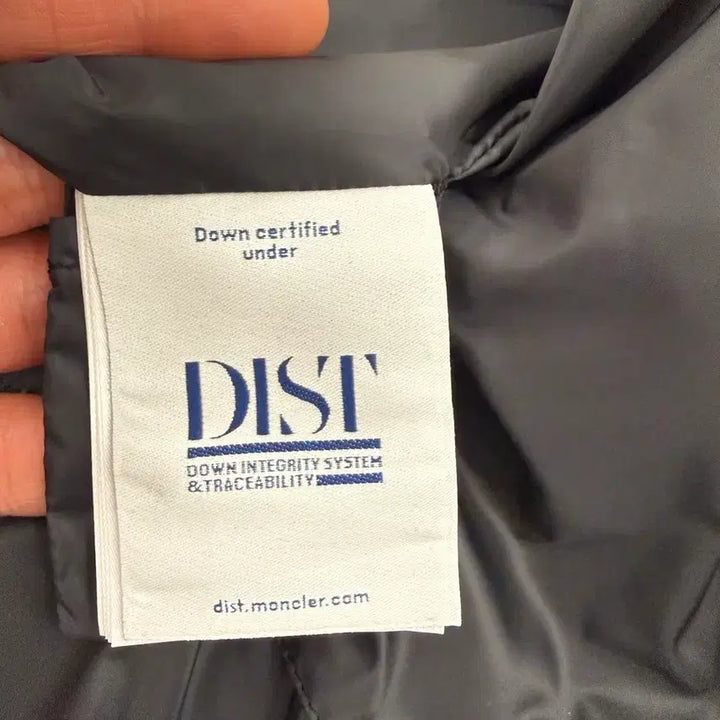 Down certified
under
DIST
DOWN INTEGRITY SYSTEM
&TRACEABILITY
dist.moncler.com